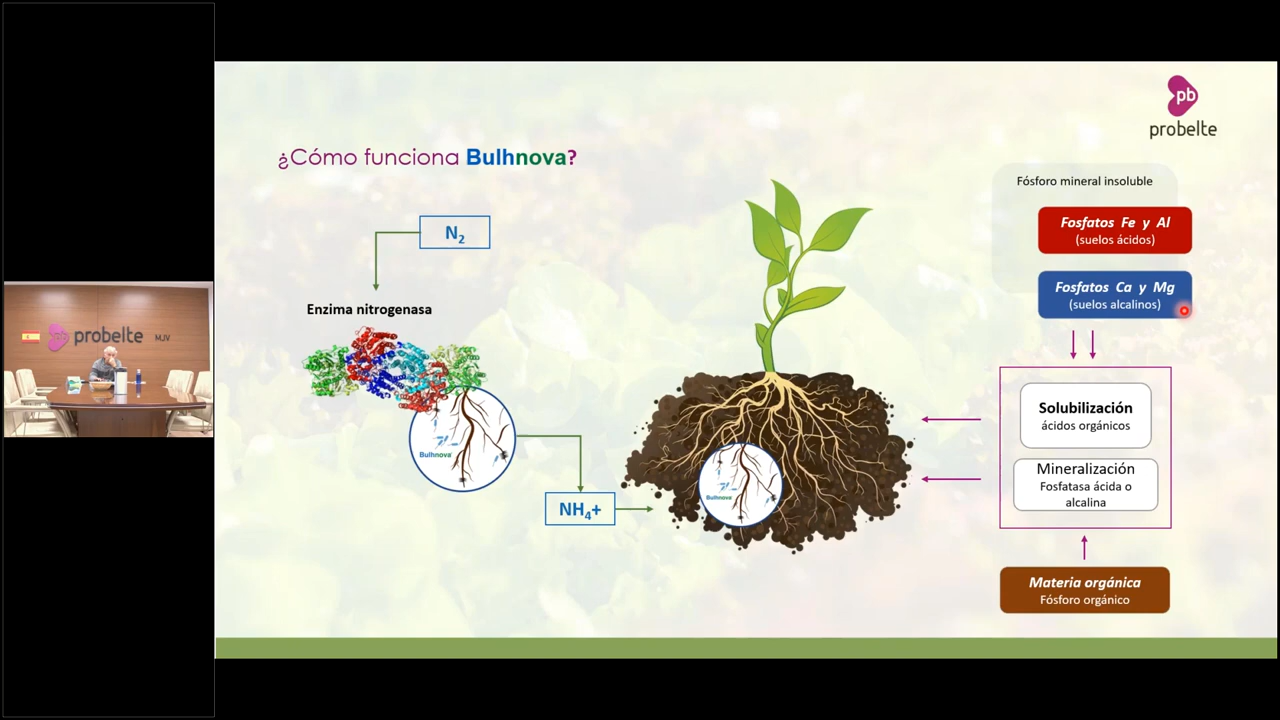 pb
probelte
¿Cómo funciona Bulhnova?
N2
Enzima nitrogenasa
Bulhnova
NH4+
Bulhnova
Fósforo mineral insoluble
Fosfatos Fe y Al
(suelos ácidos)
Fosfatos Ca y Mg
(suelos alcalinos)
Solubilización
ácidos orgánicos
Mineralización
Fosfatasa ácida o
alcalina
Materia orgánica
Fósforo orgánico
probelte